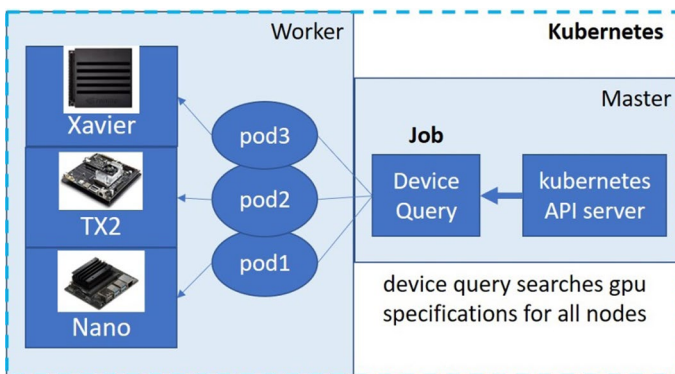 Worker
Kubernetes
Xavier
TX2
Nano
pod3
pod2
pod1
Master
Job
Device
Query
kubernetes
API server
device query searches gpu
specifications for all nodes